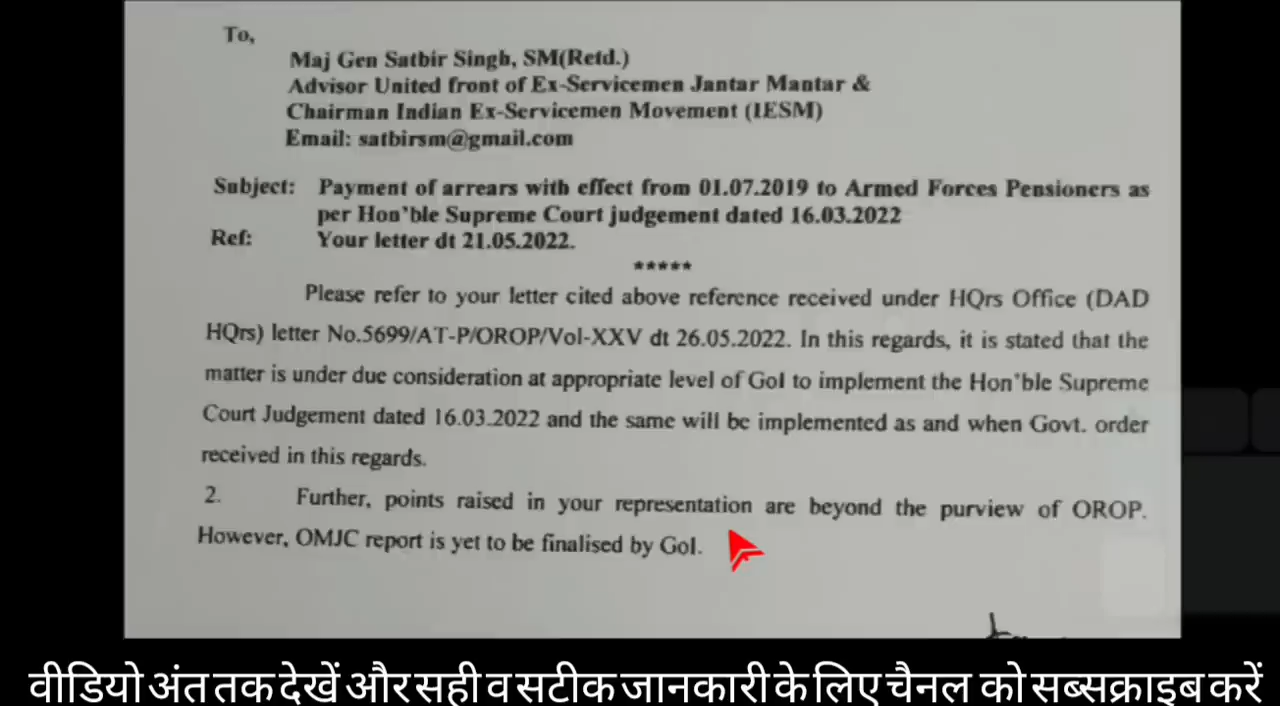 To,
Maj Gen Satbir Singh, SM(Retd.)
Advisor United front of Ex-Servicemen Jantar Mantar &
Chairman Indian Ex-Servicemen Movement (IESM)
Email: satbirsm@gmail.com
Subject: Payment of arrears with effect from 01.07.2019 to Armed Forces Pensioners as
per Hon'ble Supreme Court judgement dated 16.03.2022
Ref: Your letter dt 21.05.2022.
*****
Please refer to your letter cited above reference received under HQrs Office (DAD
HQrs) letter No.5699/AT-P/OROP/Vol-XXV dt 26.05.2022. In this regards, it is stated that the
matter is under due consideration at appropriate level of GoI to implement the Hon'ble Supreme
Court Judgement dated 16.03.2022 and the same will be implemented as and when Govt. order
received in this regards.
2. Further, points raised in your representation are beyond the purview of OROP.
However, OMJC report is yet to be finalised by GoI.
वीडियो अंत तक देखें और सही व सटीक जानकारी के लिए चैनल को सब्सक्राइब करें